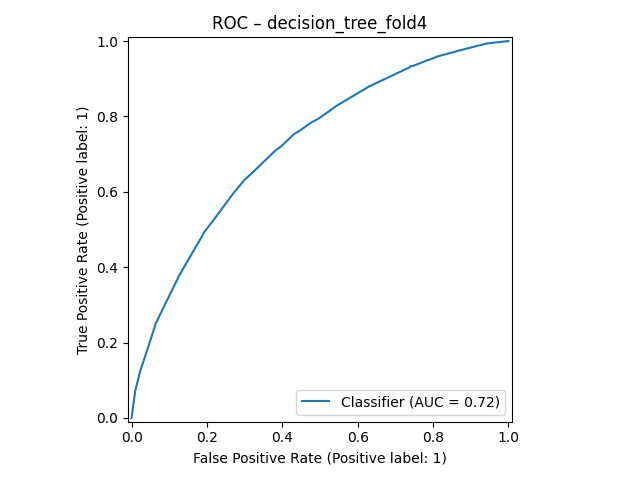 ROC – decision_tree_fold4
True Positive Rate (Positive label: 1)
1.0
0.8
0.6
0.4
0.2
0.0
Classifier (AUC = 0.72)
0.0 0.2 0.4 0.6 0.8 1.0
False Positive Rate (Positive label: 1)